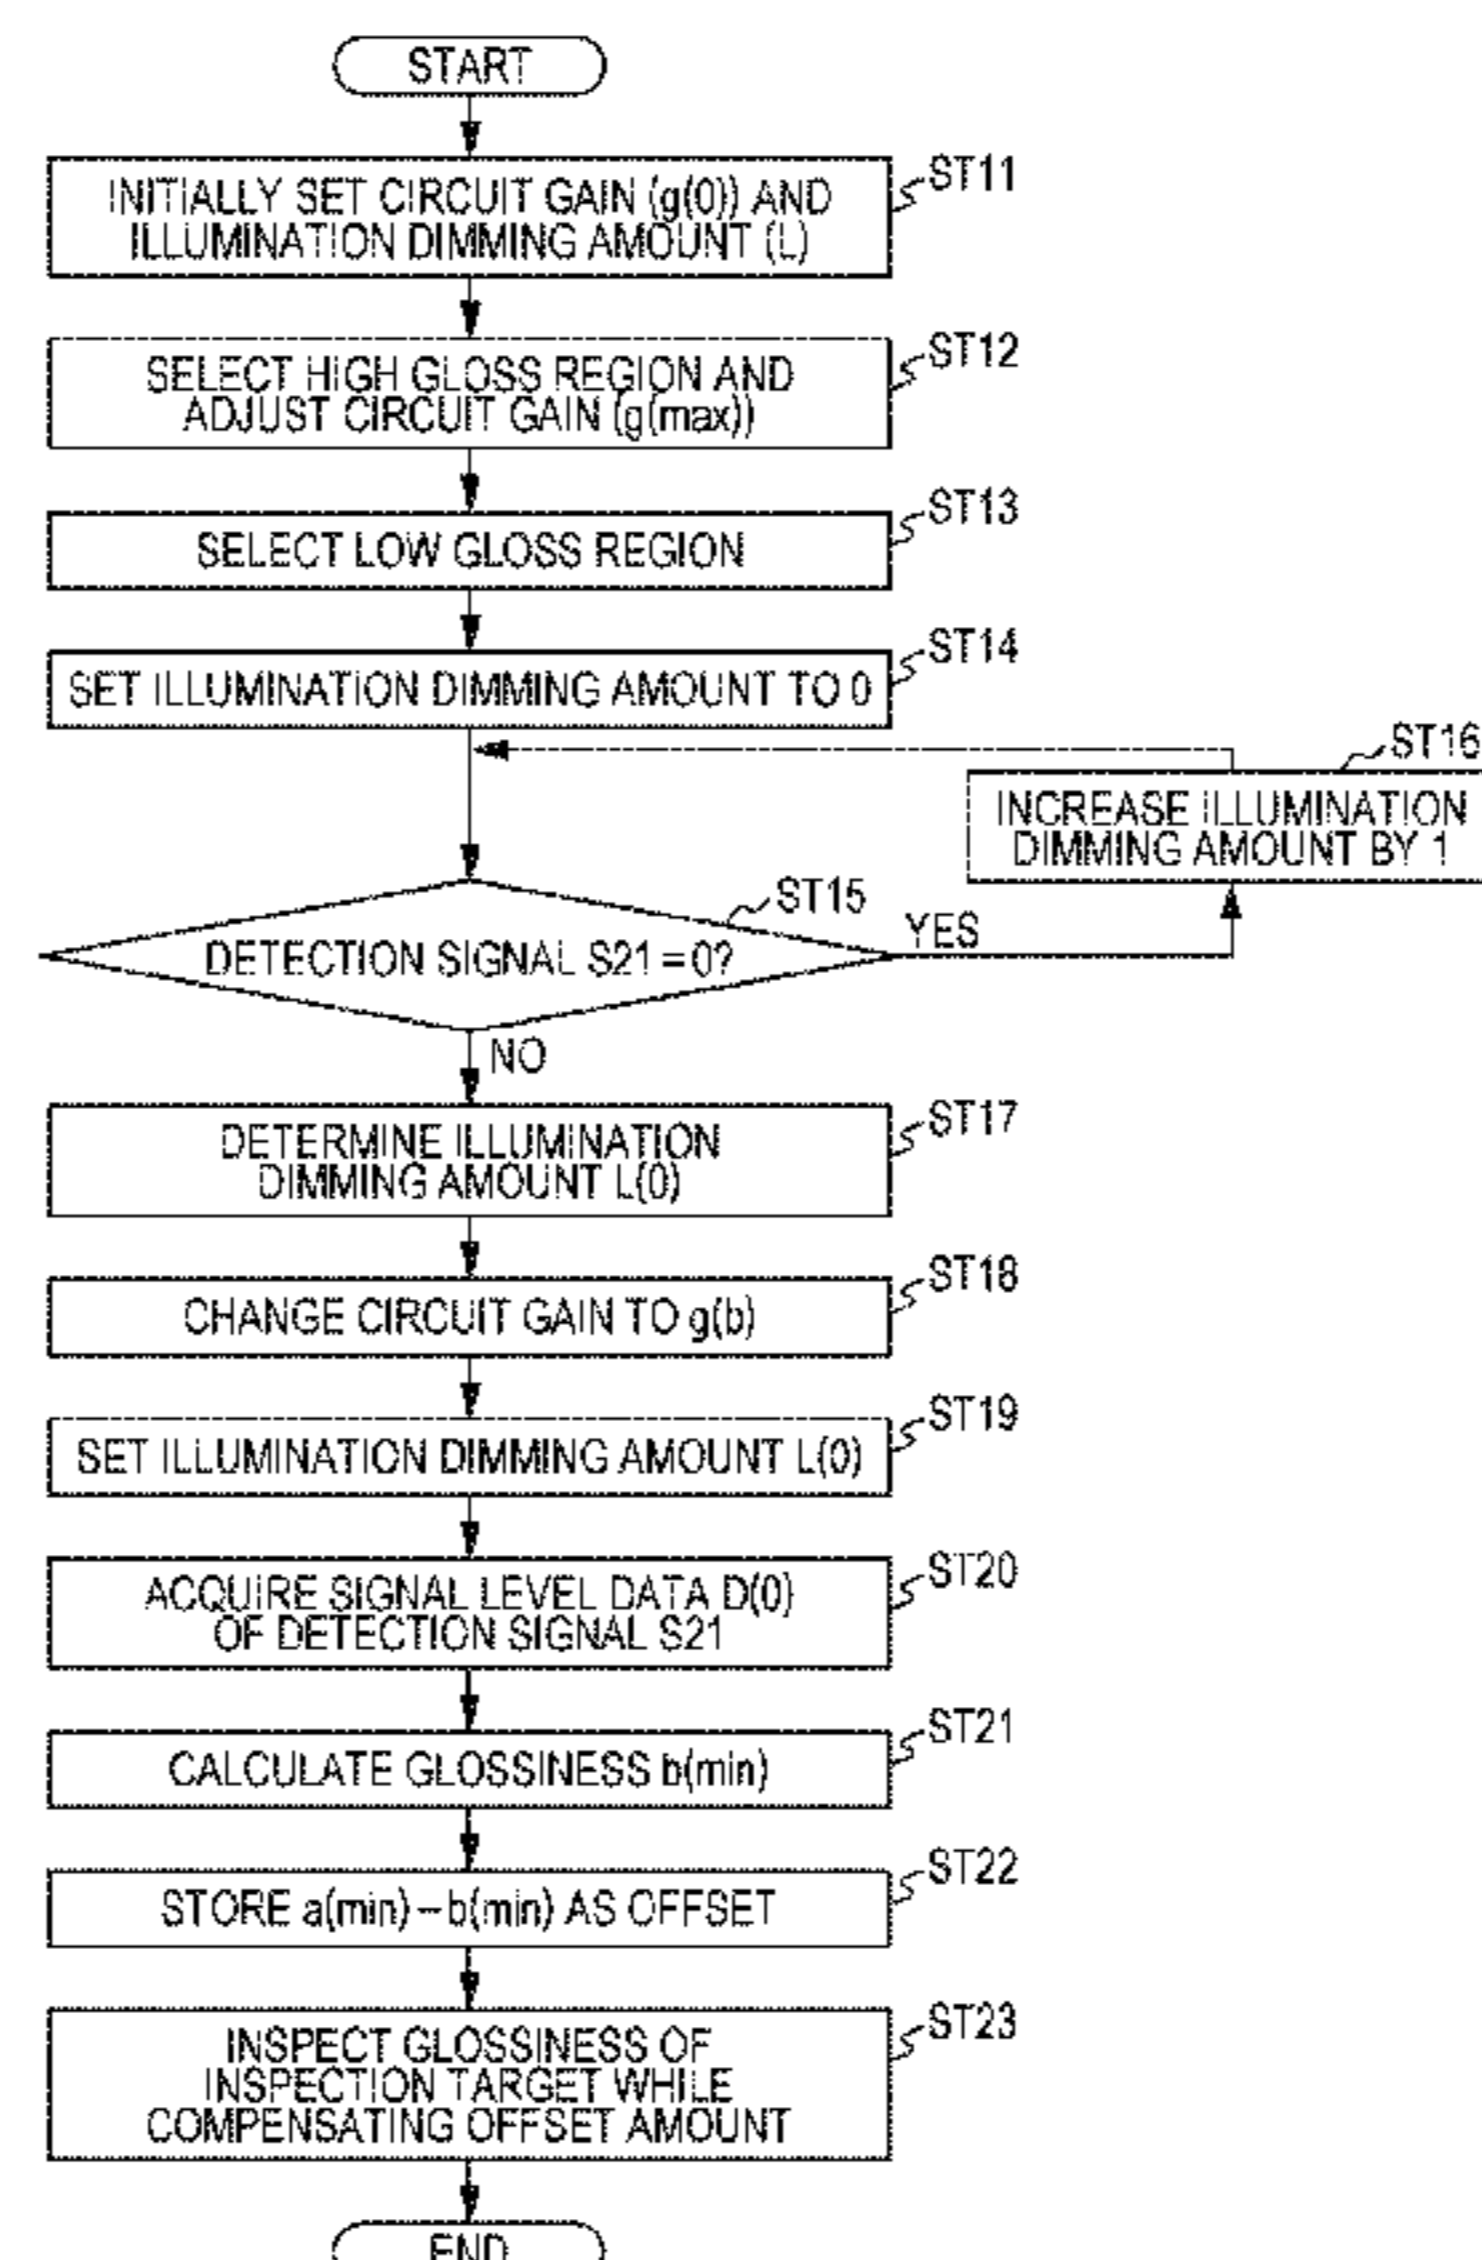 START
ST11
INITIALLY SET CIRCUIT GAIN (g(0)) AND
ILLUMINATION DIMMING AMOUNT (L)
ST12
SELECT HIGH GLOSS REGION AND
ADJUST CIRCUIT GAIN (g(max))
ST13
SELECT LOW GLOSS REGION
ST14
SET ILLUMINATION DIMMING AMOUNT TO 0
ST16
INCREASE ILLUMINATION
DIMMING AMOUNT BY 1
ST15
DETECTION SIGNAL S21 = 0?
YES
NO
ST17
DETERMINE ILLUMINATION
DIMMING AMOUNT L(0)
ST18
CHANGE CIRCUIT GAIN TO g(b)
ST19
SET ILLUMINATION DIMMING AMOUNT L(0)
ST20
ACQUIRE SIGNAL LEVEL DATA D(0)
OF DETECTION SIGNAL S21
ST21
CALCULATE GLOSSINESS b(min)
ST22
STORE a(min) – b(min) AS OFFSET
ST23
INSPECT GLOSSINESS OF
INSPECTION TARGET WHILE
COMPENSATING OFFSET AMOUNT
END